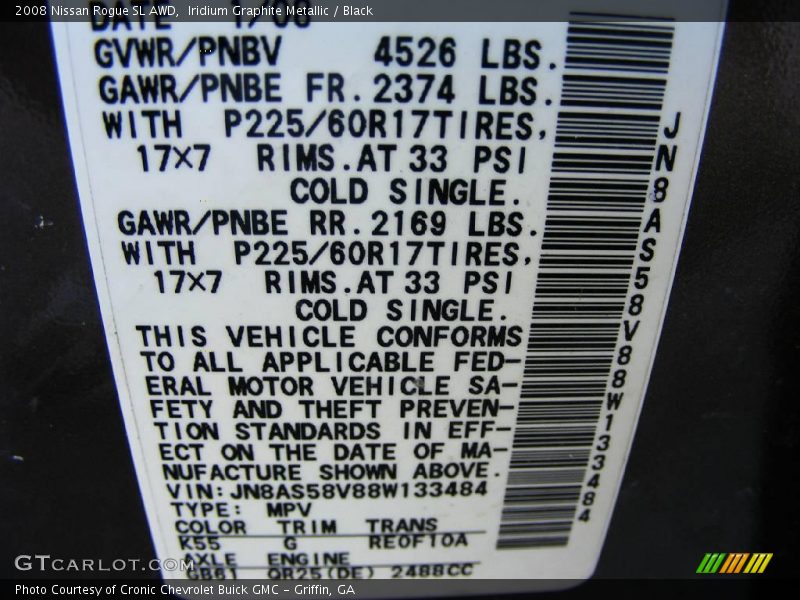 2008 Nissan Rogue SL AWD,  Iridium Graphite Metallic / Black
DATE 1/08
GVWR/PNBV 4526 LBS.
GAWR/PNBE FR. 2374 LBS.
WITH P225/60R17TIRES,
17×7 RIMS. AT 33 PSI
COLD SINGLE.
GAWR/PNBE RR. 2169 LBS.
WITH P225/60R17TIRES,
17×7 RIMS. AT 33 PSI
COLD SINGLE.
THIS VEHICLE CONFORMS
TO ALL APPLICABLE FED-
ERAL MOTOR VEHICLE SA-
FETY AND THEFT PREVEN-
TION STANDARDS IN EFF-
ECT ON THE DATE OF MA-
NUFACTURE SHOWN ABOVE.
VIN: JN8AS58V88W133484
TYPE: MPV
COLOR TRIM TRANS
K55 G RE0F10A
AXLE ENGINE
GB61 QR25(DE) 2488CC
JN8AS58V88W133484
GTCARLOT.COM
Photo Courtesy of Cronic Chevrolet Buick GMC - Griffin, GA